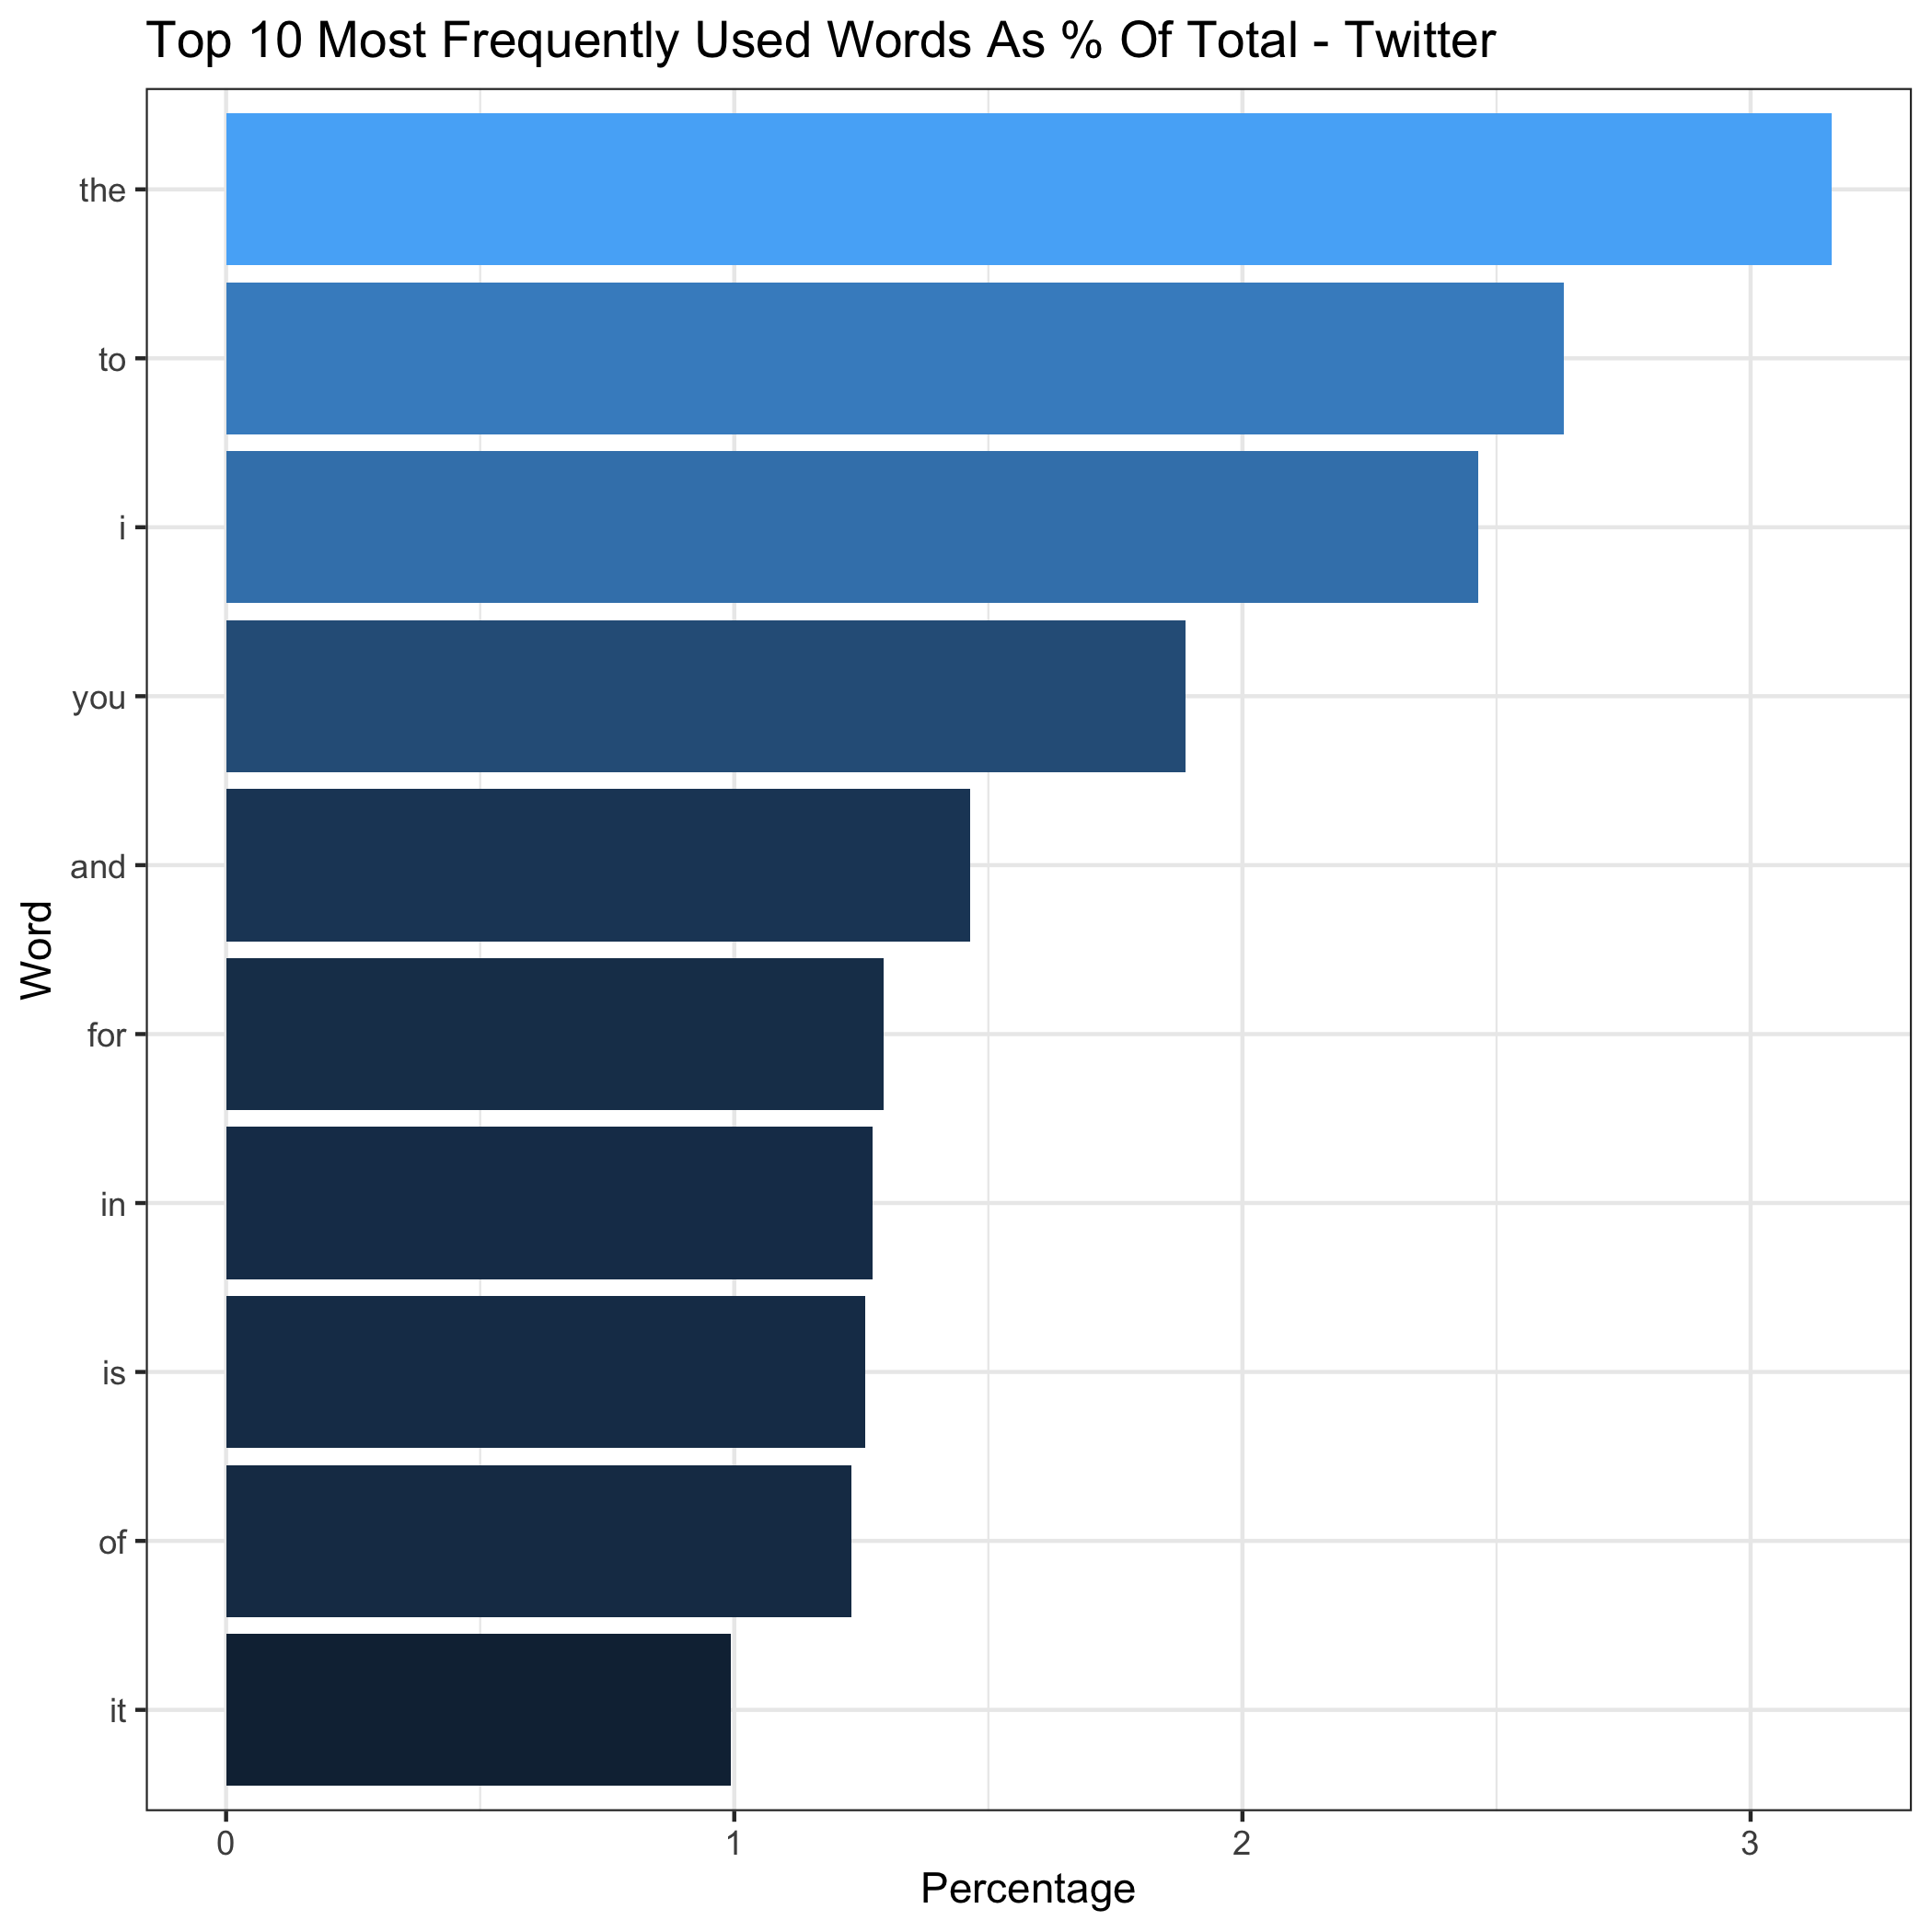 Top 10 Most Frequently Used Words As % Of Total - Twitter
Word
the
to
i
you
and
for
in
is
of
it
0 1 2 3
Percentage